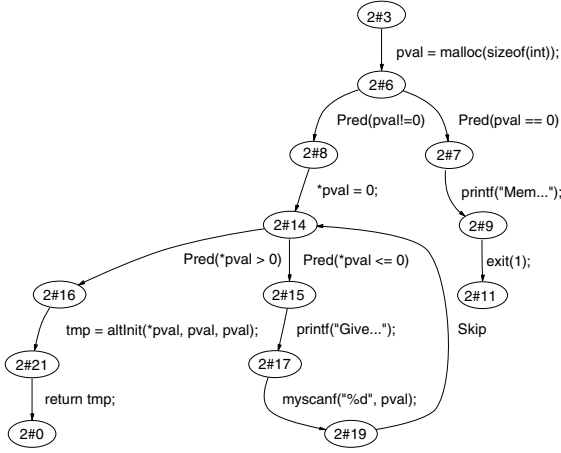 2#3
pval = malloc(sizeof(int));
2#6
Pred(pval!=0)
Pred(pval == 0)
2#8
2#7
*pval = 0;
printf("Mem...");
2#14
2#9
Pred(*pval > 0)
Pred(*pval <= 0)
exit(1);
2#16
2#15
2#11
tmp = altInit(*pval, pval, pval);
printf("Give...");
Skip
2#21
2#17
return tmp;
myscanf("%d", pval);
2#0
2#19